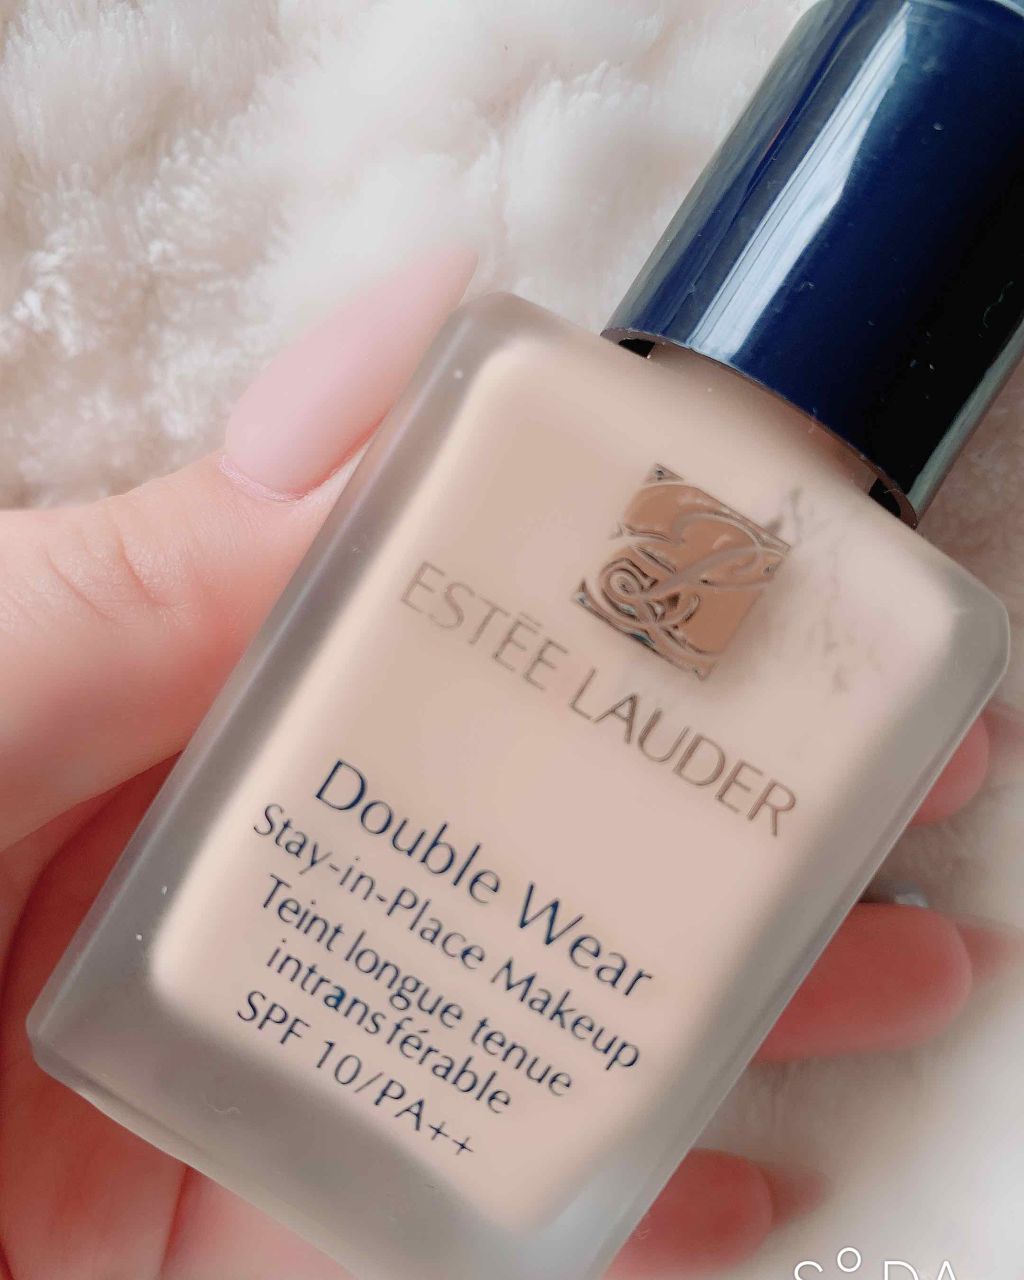 ESTĒE LAUDER
Double Wear
Stay-in-Place Makeup
Teint longue tenue
intransférable
SPF 10/PA++